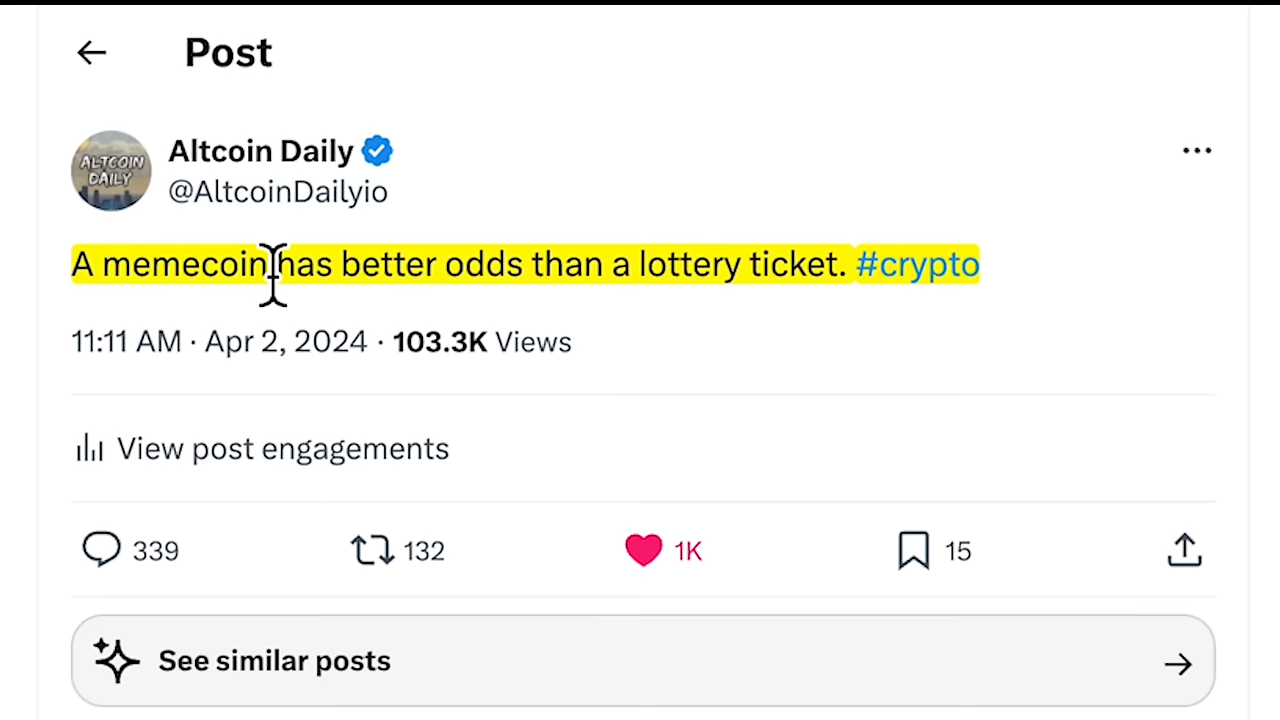 Post
ALTCOIN
DAILY
Altcoin Daily
@AltcoinDailyio
A memecoin has better odds than a lottery ticket. #crypto
11:11 AM · Apr 2, 2024 · 103.3K Views
View post engagements
339 132 1K 15
See similar posts